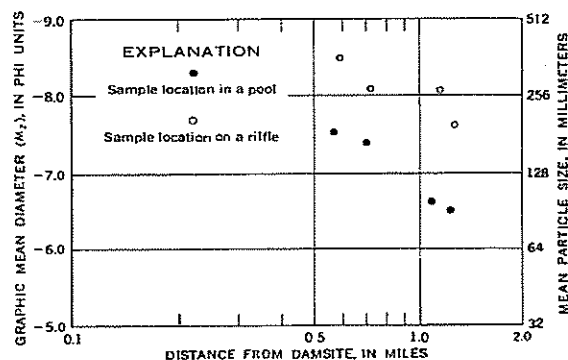 GRAPHIC MEAN DIAMETER (Mz), IN PHI UNITS
-9.0
-8.0
-7.0
-6.0
-5.0
EXPLANATION
Sample location in a pool
Sample location on a riffle
512
256
128
64
32
MEAN PARTICLE SIZE, IN MILLIMETERS
0.1
0.5
1.0
2.0
DISTANCE FROM DAMSITE, IN MILES